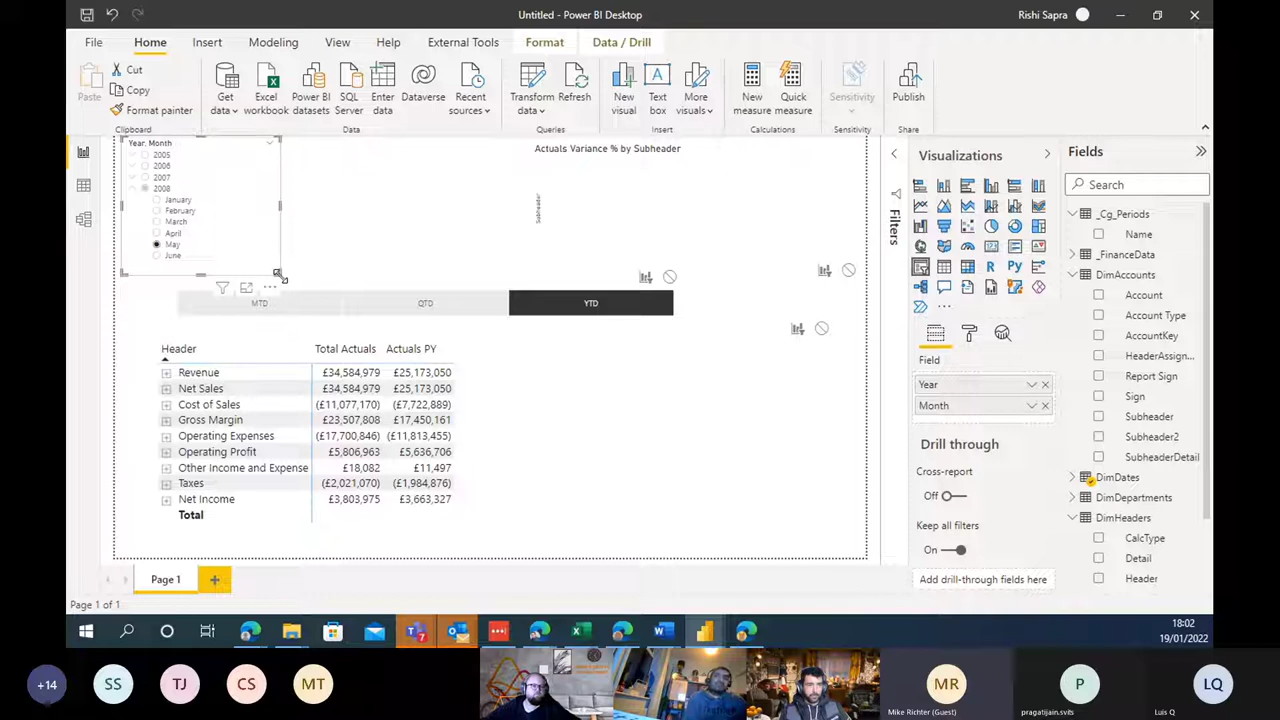 Untitled - Power BI Desktop
Rishi Sapra
File Home Insert Modeling View Help External Tools Format Data / Drill
Paste
Cut
Copy
Format painter
Clipboard
Get data
Excel workbook
Power BI datasets
SQL Server
Enter data
Dataverse
Recent sources
Data
Transform data
Refresh
Queries
New visual
Text box
More visuals
Insert
New measure
Quick measure
Calculations
Sensitivity
Sensitivity
Publish
Share
Year, Month
2005
2006
2007
2008
January
February
March
April
May
June
Actuals Variance % by Subheader
Subheader
MTD QTD YTD
Header Total Actuals Actuals PY
Revenue £34,584,979 £25,173,050
Net Sales £34,584,979 £25,173,050
Cost of Sales (£11,077,170) (£7,722,889)
Gross Margin £23,507,808 £17,450,161
Operating Expenses (£17,700,846) (£11,813,455)
Operating Profit £5,806,963 £5,636,706
Other Income and Expense £18,082 £11,497
Taxes (£2,021,070) (£1,984,876)
Net Income £3,803,975 £3,663,327
Total
Filters
Visualizations
R Py
Field
Year
Month
Drill through
Cross-report
Off
Keep all filters
On
Add drill-through fields here
Fields
Search
_Cg_Periods
Name
_FinanceData
DimAccounts
Account
Account Type
AccountKey
HeaderAssign...
Report Sign
Sign
Subheader
Subheader2
SubheaderDetail
DimDates
DimDepartments
DimHeaders
CalcType
Detail
Header
Page 1
Page 1 of 1
18:02
19/01/2022
+14 SS TJ CS MT MR P LQ
Mike Richter (Guest) pragatijain.svits Luis Q